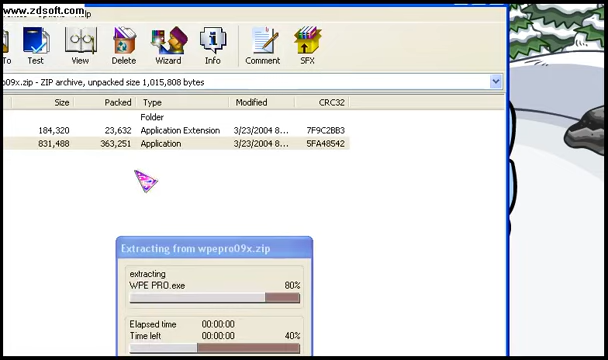 www.zdsoft.com
Options Help
To Test View Delete Wizard Info Comment SFX
09x.zip - ZIP archive, unpacked size 1,015,808 bytes
Size Packed Type Modified CRC32
Folder
184,320 23,632 Application Extension 3/23/2004 8... 7F9C2BB3
831,488 363,251 Application 3/23/2004 8... 5FA48542
Extracting from wpepro09x.zip
extracting
WPE PRO.exe 80%
Elapsed time 00:00:00
Time left 00:00:00 40%